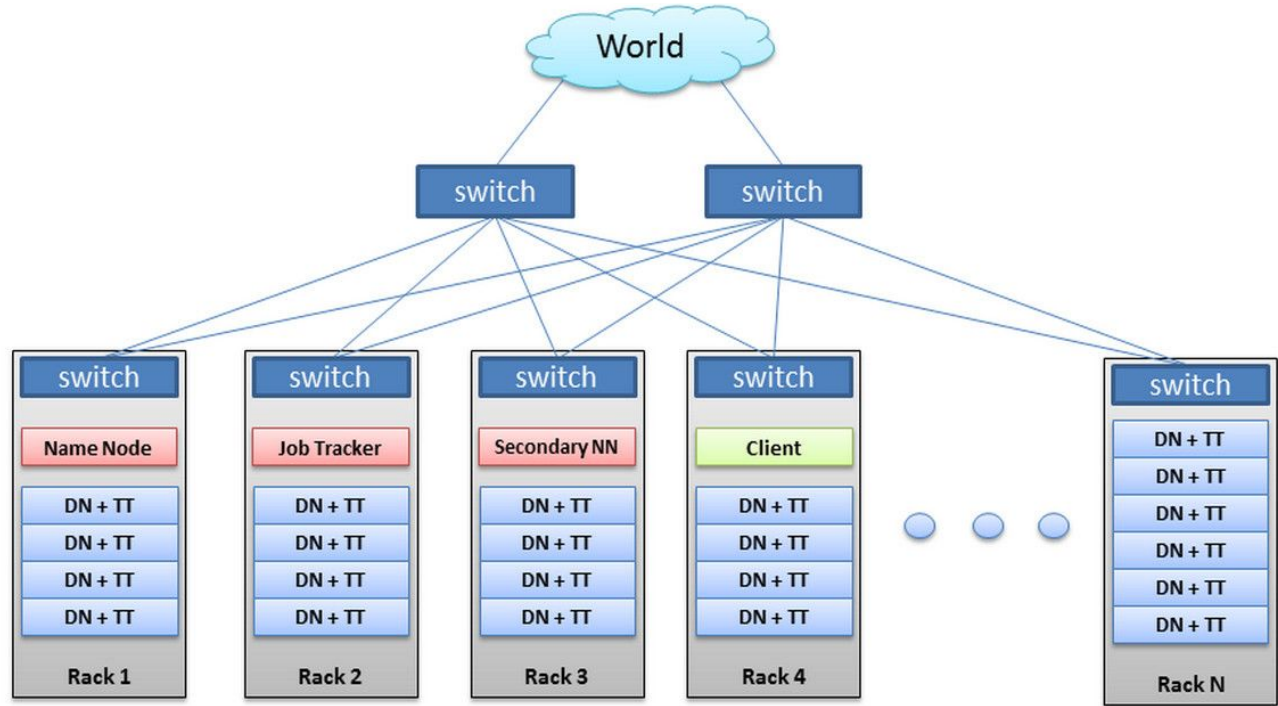 World
switch
switch
switch
Name Node
DN + TT
DN + TT
DN + TT
DN + TT
Rack 1
switch
Job Tracker
DN + TT
DN + TT
DN + TT
DN + TT
Rack 2
switch
Secondary NN
DN + TT
DN + TT
DN + TT
DN + TT
Rack 3
switch
Client
DN + TT
DN + TT
DN + TT
DN + TT
Rack 4
switch
DN + TT
DN + TT
DN + TT
DN + TT
DN + TT
DN + TT
Rack N